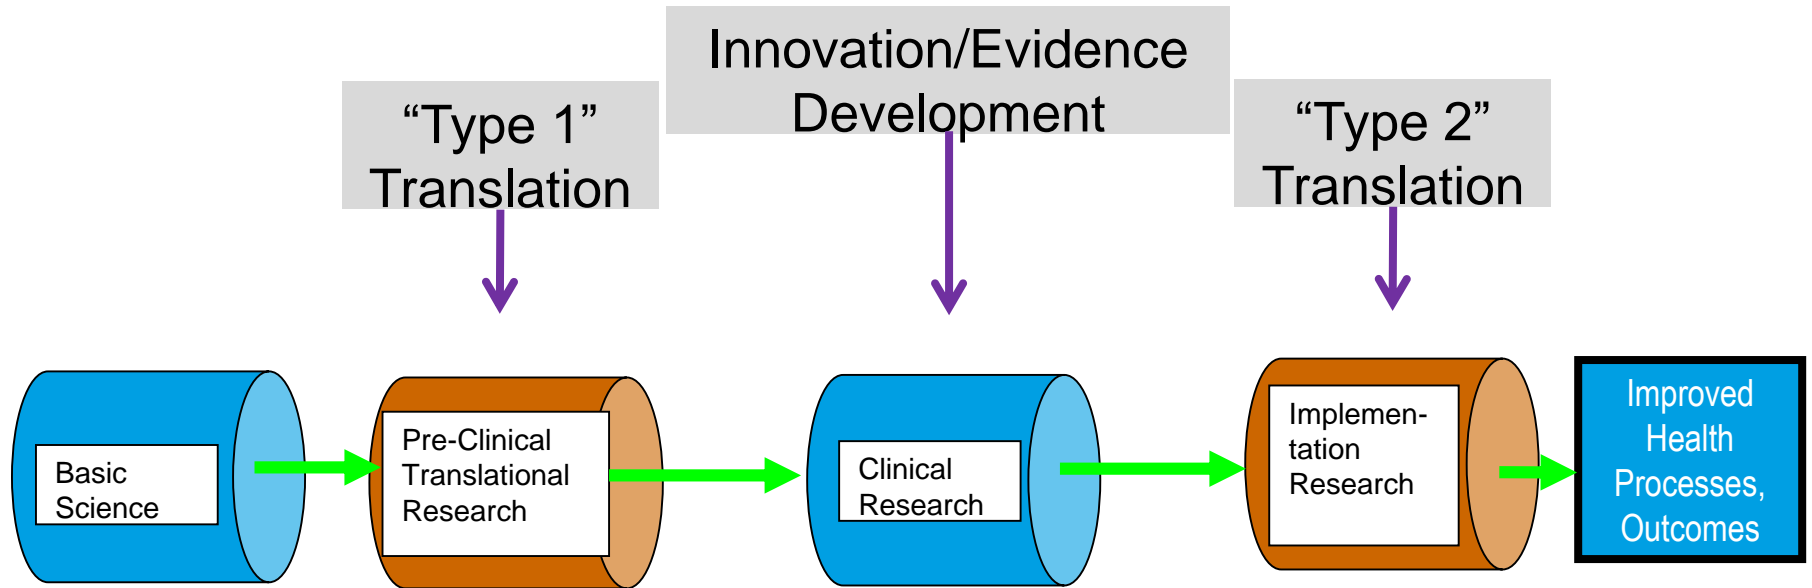 Innovation/Evidence
Development
“Type 1”
Translation
“Type 2”
Translation
Basic
Science
Pre-Clinical
Translational
Research
Clinical
Research
Implemen-
tation
Research
Improved
Health
Processes,
Outcomes